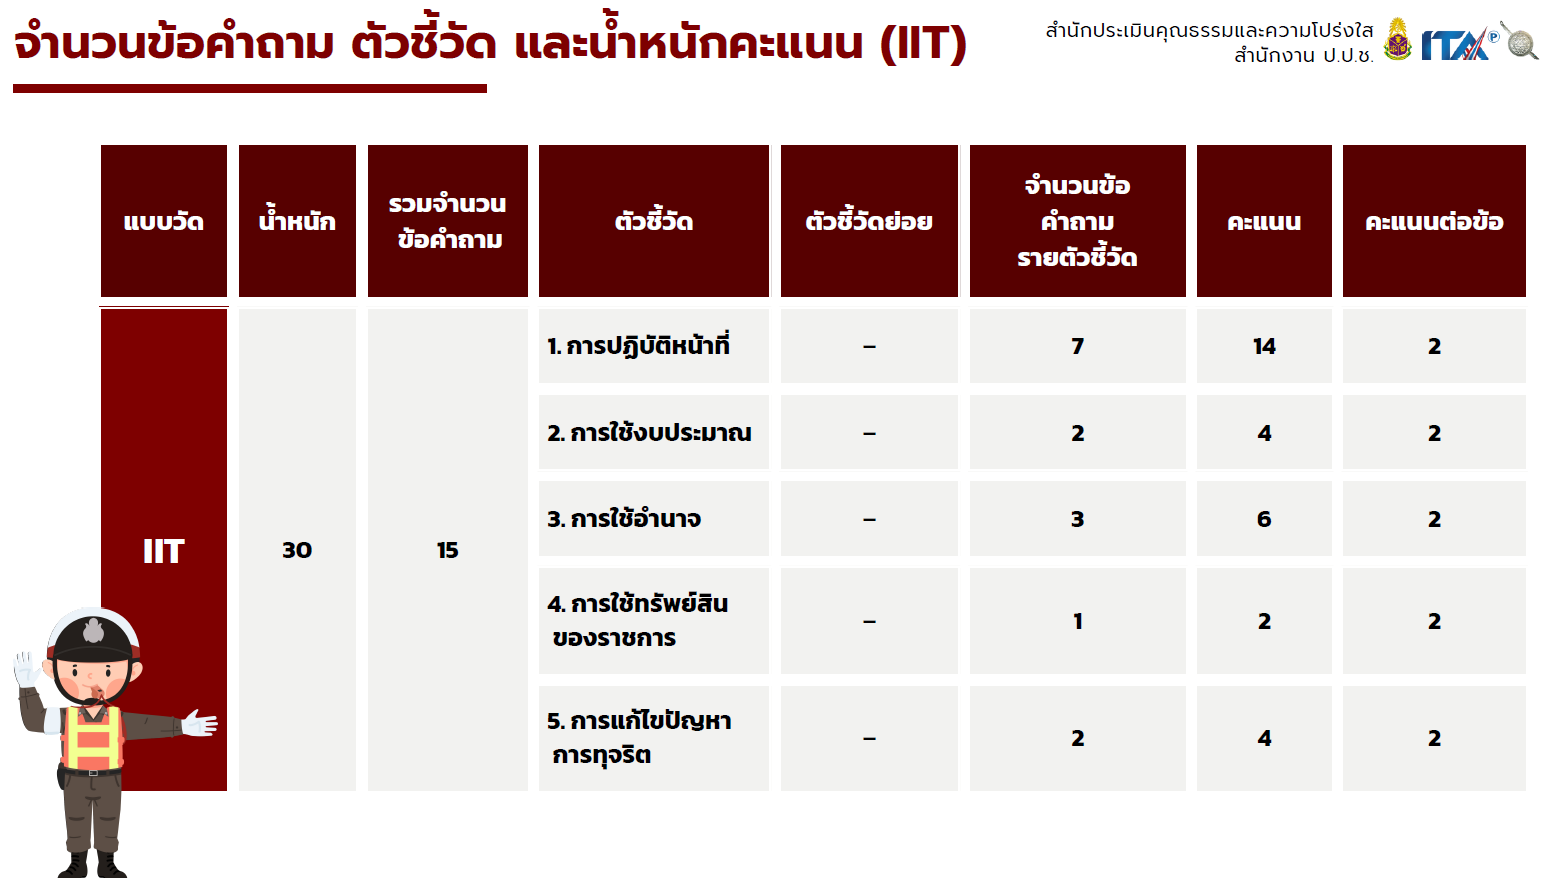 จำนวนข้อคำถาม ตัวชี้วัด และน้ำหนักคะแนน (IIT)
สำนักประเมินคุณธรรมและความโปร่งใส
สำนักงาน ป.ป.ช.
ITA P
แบบวัด
น้ำหนัก
รวมจำนวน
ข้อคำถาม
ตัวชี้วัด
ตัวชี้วัดย่อย
จำนวนข้อ
คำถาม
รายตัวชี้วัด
คะแนน
คะแนนต่อข้อ
IIT
30
15
1. การปฏิบัติหน้าที่ – 7 14 2
2. การใช้งบประมาณ – 2 4 2
3. การใช้อำนาจ – 3 6 2
4. การใช้ทรัพย์สิน
ของราชการ
– 1 2 2
5. การแก้ไขปัญหา
การทุจริต
– 2 4 2